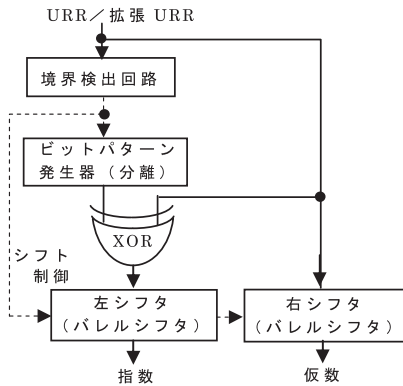 URR／拡張 URR
境界検出回路
ビットパターン
発生器（分離）
XOR
シフト
制御
左シフタ
（バレルシフタ）
右シフタ
（バレルシフタ）
指数
仮数